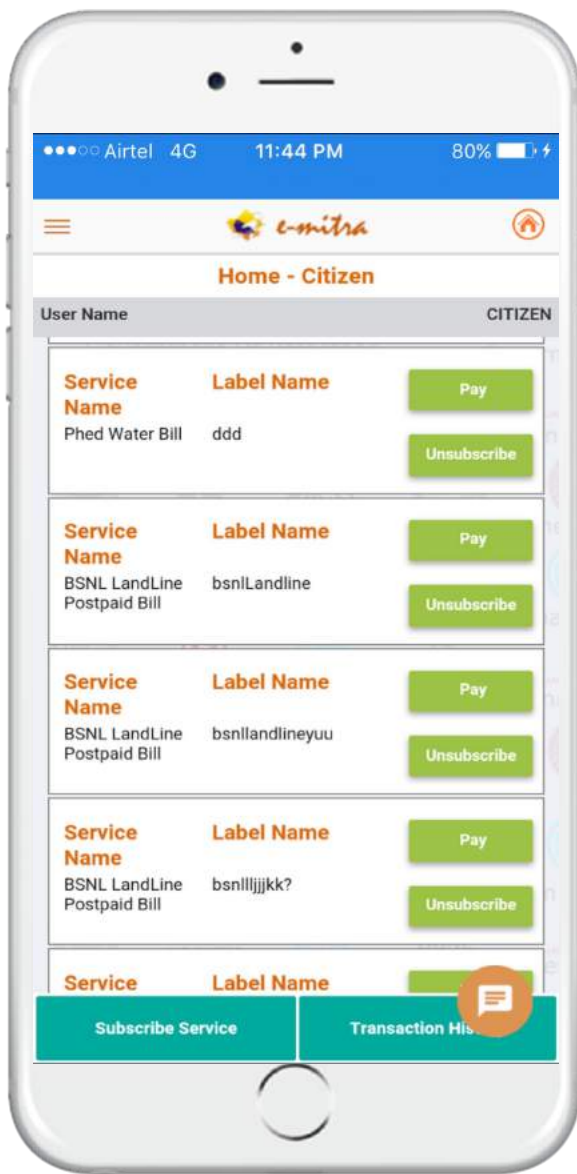 Airtel 4G 11:44 PM 80%
e-mitra
Home - Citizen
User Name CITIZEN
Service Name Label Name Pay
Phed Water Bill ddd Unsubscribe
Service Name Label Name Pay
BSNL LandLine Postpaid Bill bsnlLandline Unsubscribe
Service Name Label Name Pay
BSNL LandLine Postpaid Bill bsnllandlineyuu Unsubscribe
Service Name Label Name Pay
BSNL LandLine Postpaid Bill Unsubscribe
Service Label Name
Subscribe Service Transaction